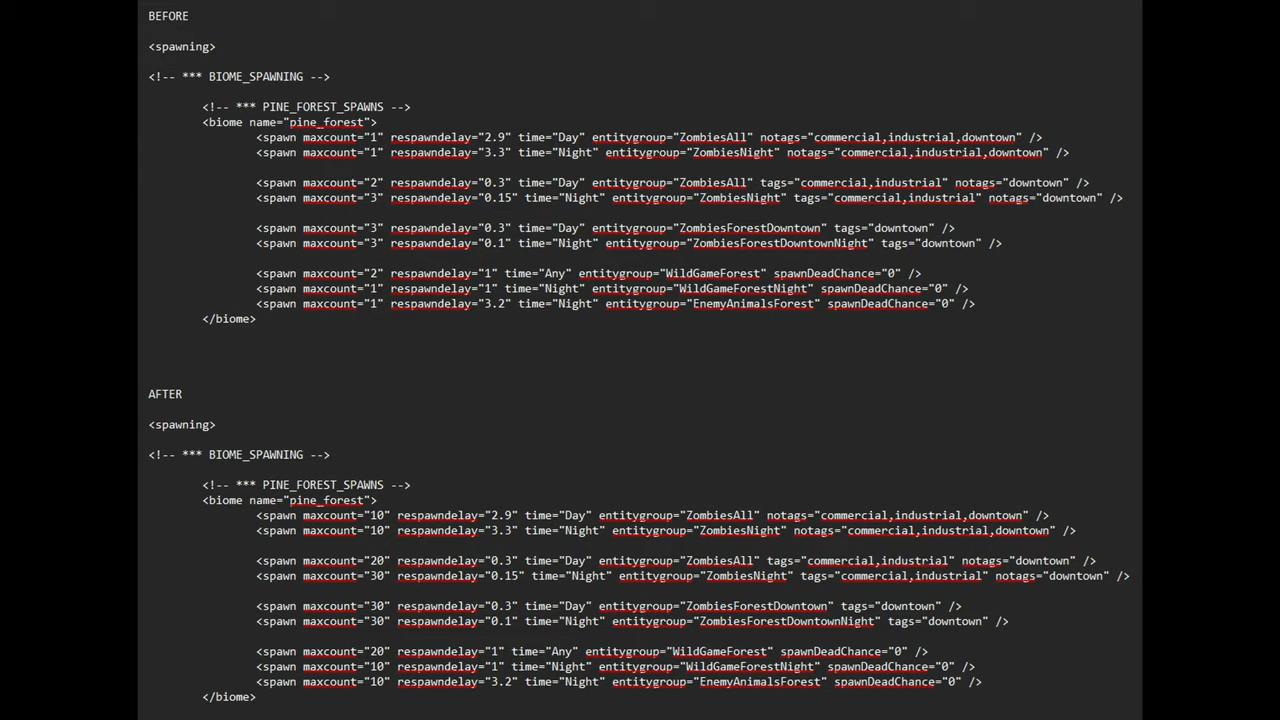 BEFORE
<spawning>
<!-- *** BIOME_SPAWNING -->
<!-- *** PINE_FOREST_SPAWNS -->
<biome name="pine_forest">
<spawn maxcount="1" respawndelay="2.9" time="Day" entitygroup="ZombiesAll" notags="commercial,industrial,downtown" />
<spawn maxcount="1" respawndelay="3.3" time="Night" entitygroup="ZombiesNight" notags="commercial,industrial,downtown" />
<spawn maxcount="2" respawndelay="0.3" time="Day" entitygroup="ZombiesAll" tags="commercial,industrial" notags="downtown" />
<spawn maxcount="3" respawndelay="0.15" time="Night" entitygroup="ZombiesNight" tags="commercial,industrial" notags="downtown" />
<spawn maxcount="3" respawndelay="0.3" time="Day" entitygroup="ZombiesForestDowntown" tags="downtown" />
<spawn maxcount="3" respawndelay="0.1" time="Night" entitygroup="ZombiesForestDowntownNight" tags="downtown" />
<spawn maxcount="2" respawndelay="1" time="Any" entitygroup="WildGameForest" spawnDeadChance="0" />
<spawn maxcount="1" respawndelay="1" time="Night" entitygroup="WildGameForestNight" spawnDeadChance="0" />
<spawn maxcount="1" respawndelay="3.2" time="Night" entitygroup="EnemyAnimalsForest" spawnDeadChance="0" />
</biome>
AFTER
<spawning>
<!-- *** BIOME_SPAWNING -->
<!-- *** PINE_FOREST_SPAWNS -->
<biome name="pine_forest">
<spawn maxcount="10" respawndelay="2.9" time="Day" entitygroup="ZombiesAll" notags="commercial,industrial,downtown" />
<spawn maxcount="10" respawndelay="3.3" time="Night" entitygroup="ZombiesNight" notags="commercial,industrial,downtown" />
<spawn maxcount="20" respawndelay="0.3" time="Day" entitygroup="ZombiesAll" tags="commercial,industrial" notags="downtown" />
<spawn maxcount="30" respawndelay="0.15" time="Night" entitygroup="ZombiesNight" tags="commercial,industrial" notags="downtown" />
<spawn maxcount="30" respawndelay="0.3" time="Day" entitygroup="ZombiesForestDowntown" tags="downtown" />
<spawn maxcount="30" respawndelay="0.1" time="Night" entitygroup="ZombiesForestDowntownNight" tags="downtown" />
<spawn maxcount="20" respawndelay="1" time="Any" entitygroup="WildGameForest" spawnDeadChance="0" />
<spawn maxcount="10" respawndelay="1" time="Night" entitygroup="WildGameForestNight" spawnDeadChance="0" />
<spawn maxcount="10" respawndelay="3.2" time="Night" entitygroup="EnemyAnimalsForest" spawnDeadChance="0" />
</biome>